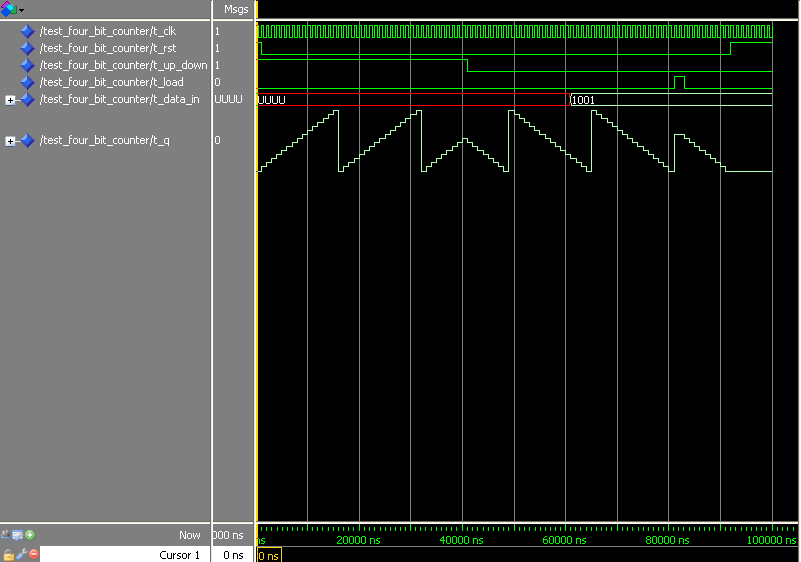 Msgs
/test_four_bit_counter/t_clk 1
/test_four_bit_counter/t_rst 1
/test_four_bit_counter/t_up_down 1
/test_four_bit_counter/t_load 0
/test_four_bit_counter/t_data_in UUUU UUUU 1001
/test_four_bit_counter/t_q 0
Now 000 ns ns 20000 ns 40000 ns 60000 ns 80000 ns 100000 ns
Cursor 1 0 ns 0 ns